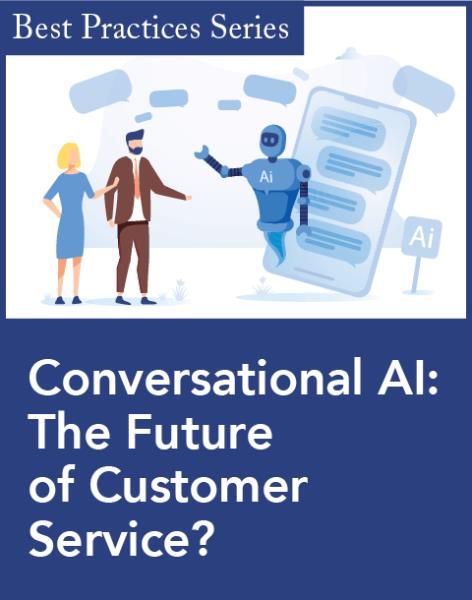 Best Practices Series
Ai
Ai
Conversational AI:
The Future
of Customer
Service?